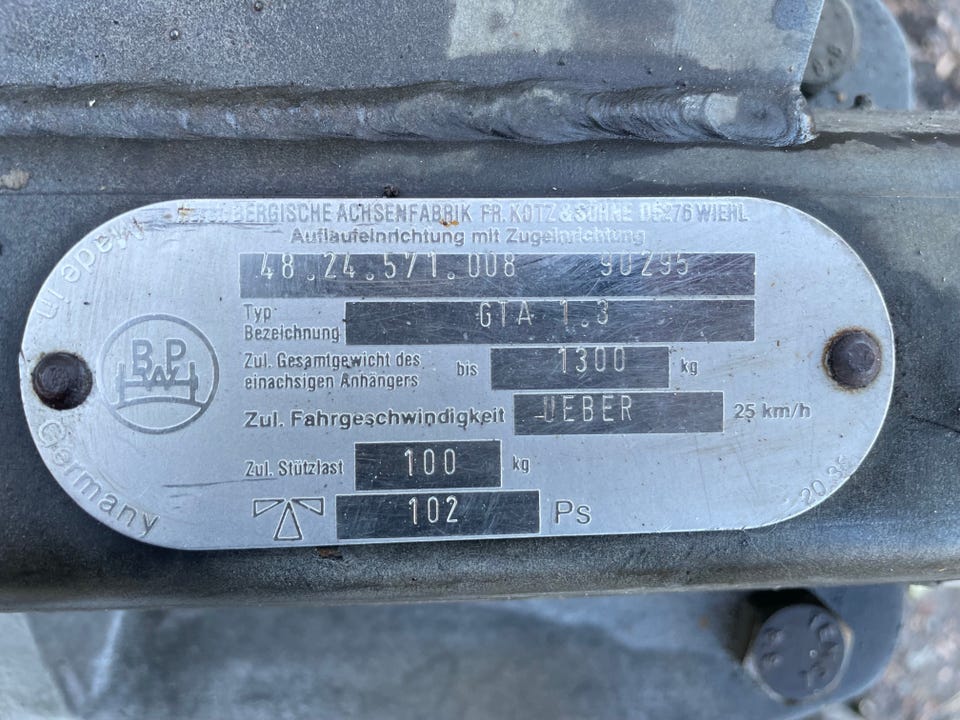 BERGISCHE ACHSENFABRIK FR. KOTZ & SÖHNE D5276 WIEHL
Auflaufeinrichtung mit Zugeinrichtung
48.24.571.008 90295
Typ
Bezeichnung GTA 1.3
Zul. Gesamtgewicht des
einachsigen Anhängers bis 1300 kg
Zul. Fahrgeschwindigkeit UEBER 25 km/h
Zul. Stützlast 100 kg
102 Ps
Made in
Germany
BPW
20.35